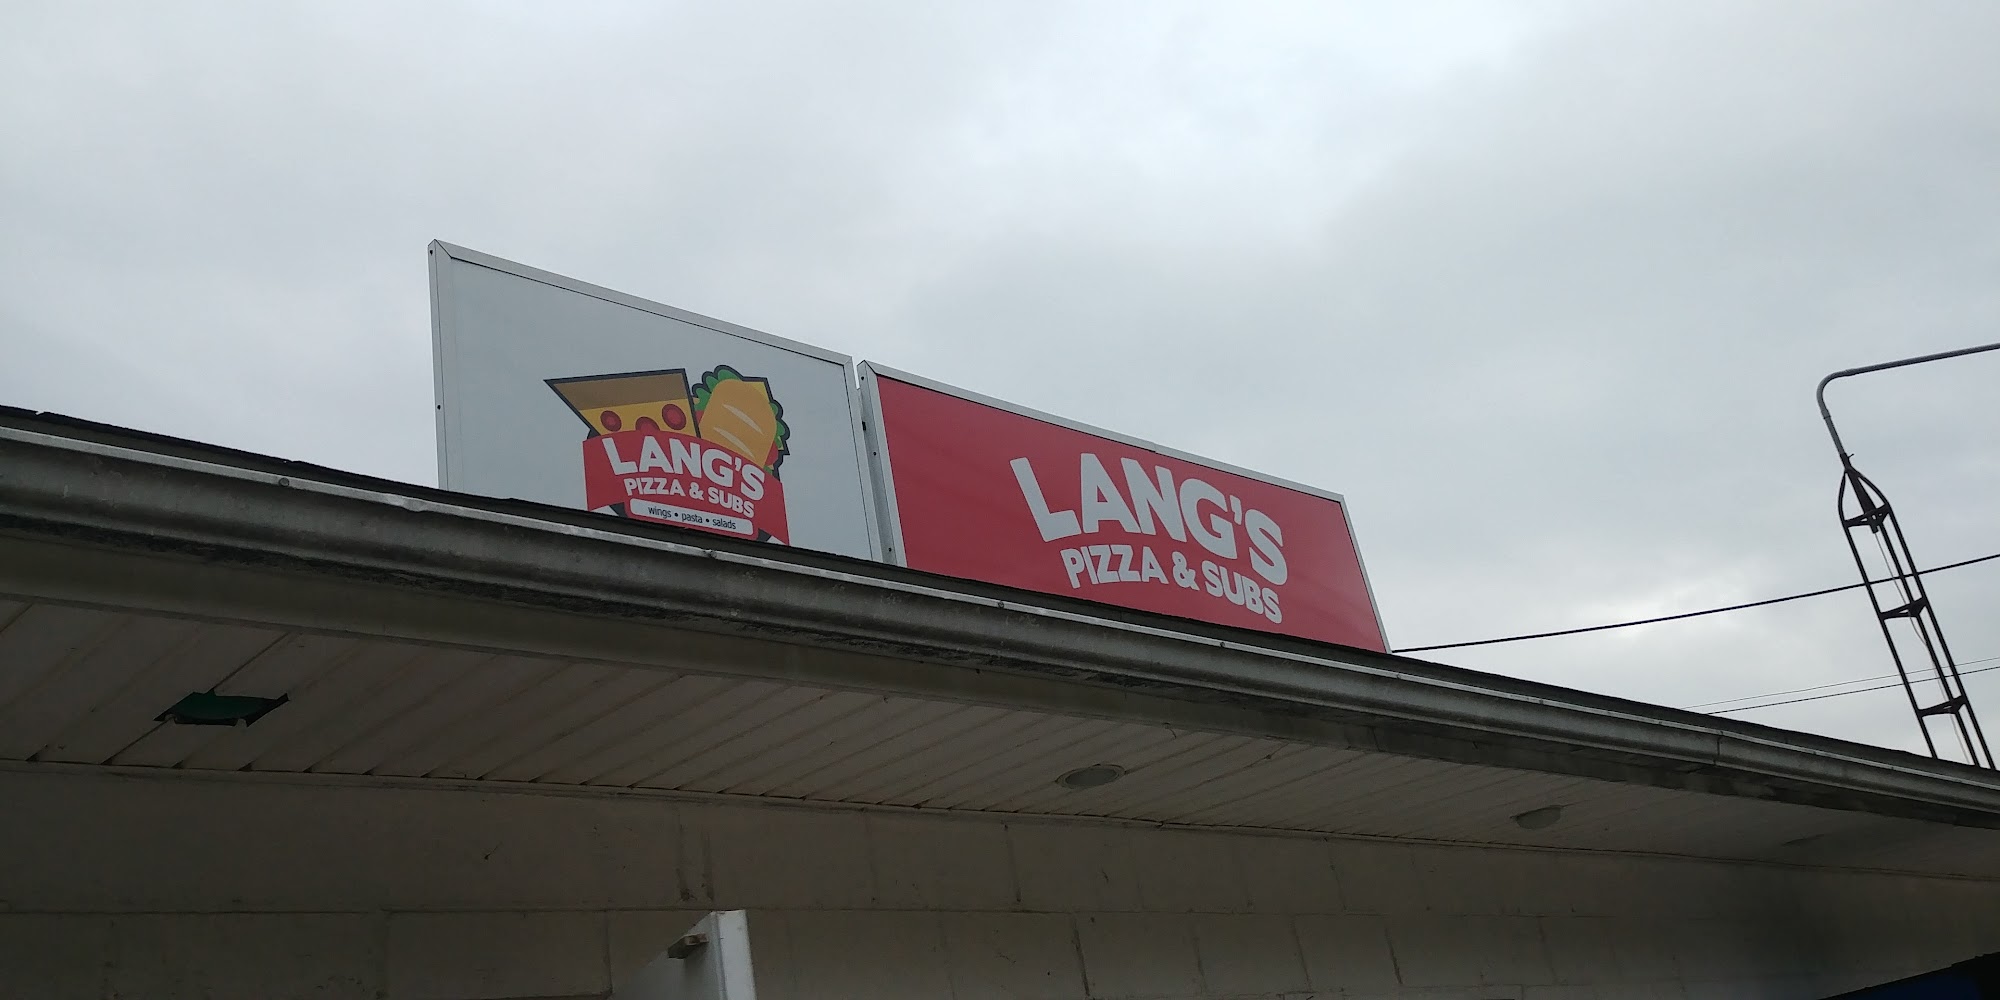 LANG'S
PIZZA & SUBS
wings • pasta • salads
LANG'S
PIZZA & SUBS